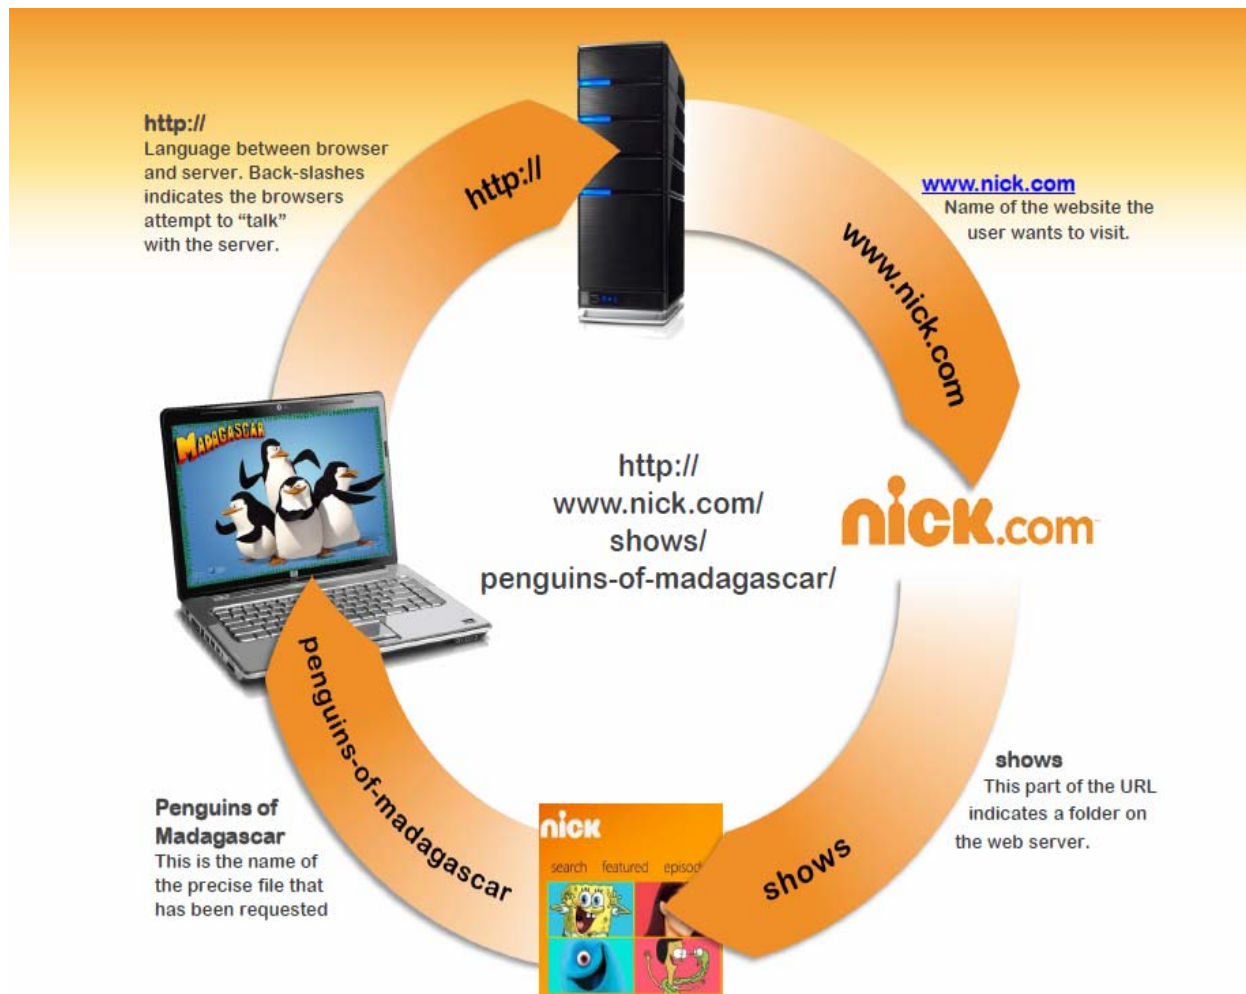 http://
Language between browser
and server. Back-slashes
indicates the browsers
attempt to “talk”
with the server.
http://
www.nick.com
Name of the website the
user wants to visit.
www.nick.com
MADAGASCAR
http://
www.nick.com/
shows/
penguins-of-madagascar/
nick.com
penguins-of-madagascar
shows
This part of the URL
indicates a folder on
the web server.
shows
Penguins of
Madagascar
This is the name of
the precise file that
has been requested
nick
search featured episod